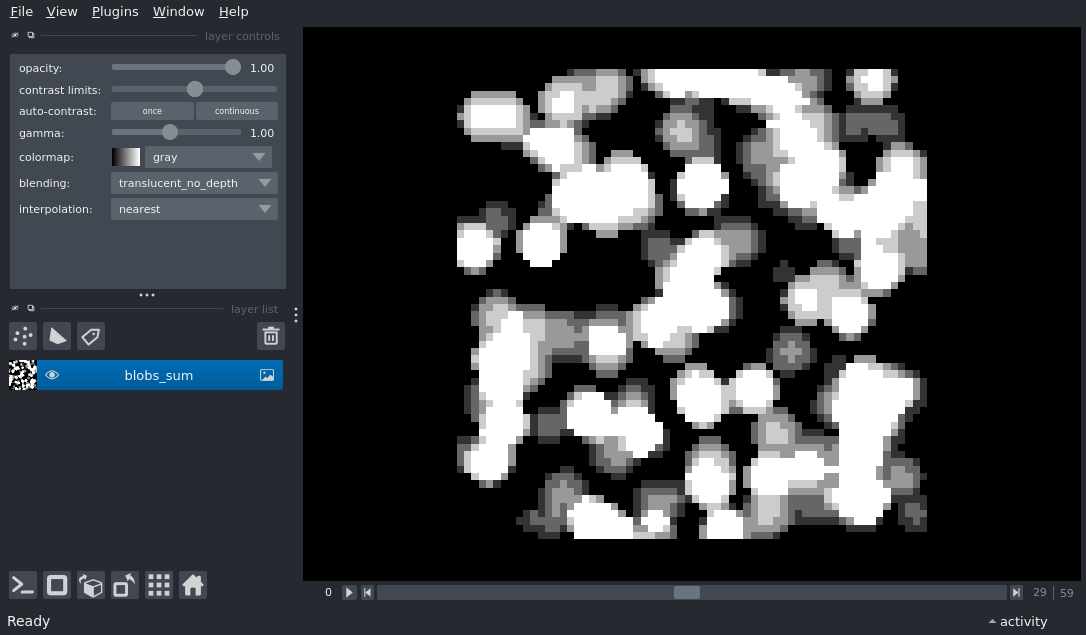 File View Plugins Window Help
layer controls
opacity: 1.00
contrast limits:
auto-contrast: once continuous
gamma: 1.00
colormap: gray
blending: translucent_no_depth
interpolation: nearest
layer list
blobs_sum
0 29 59
Ready activity